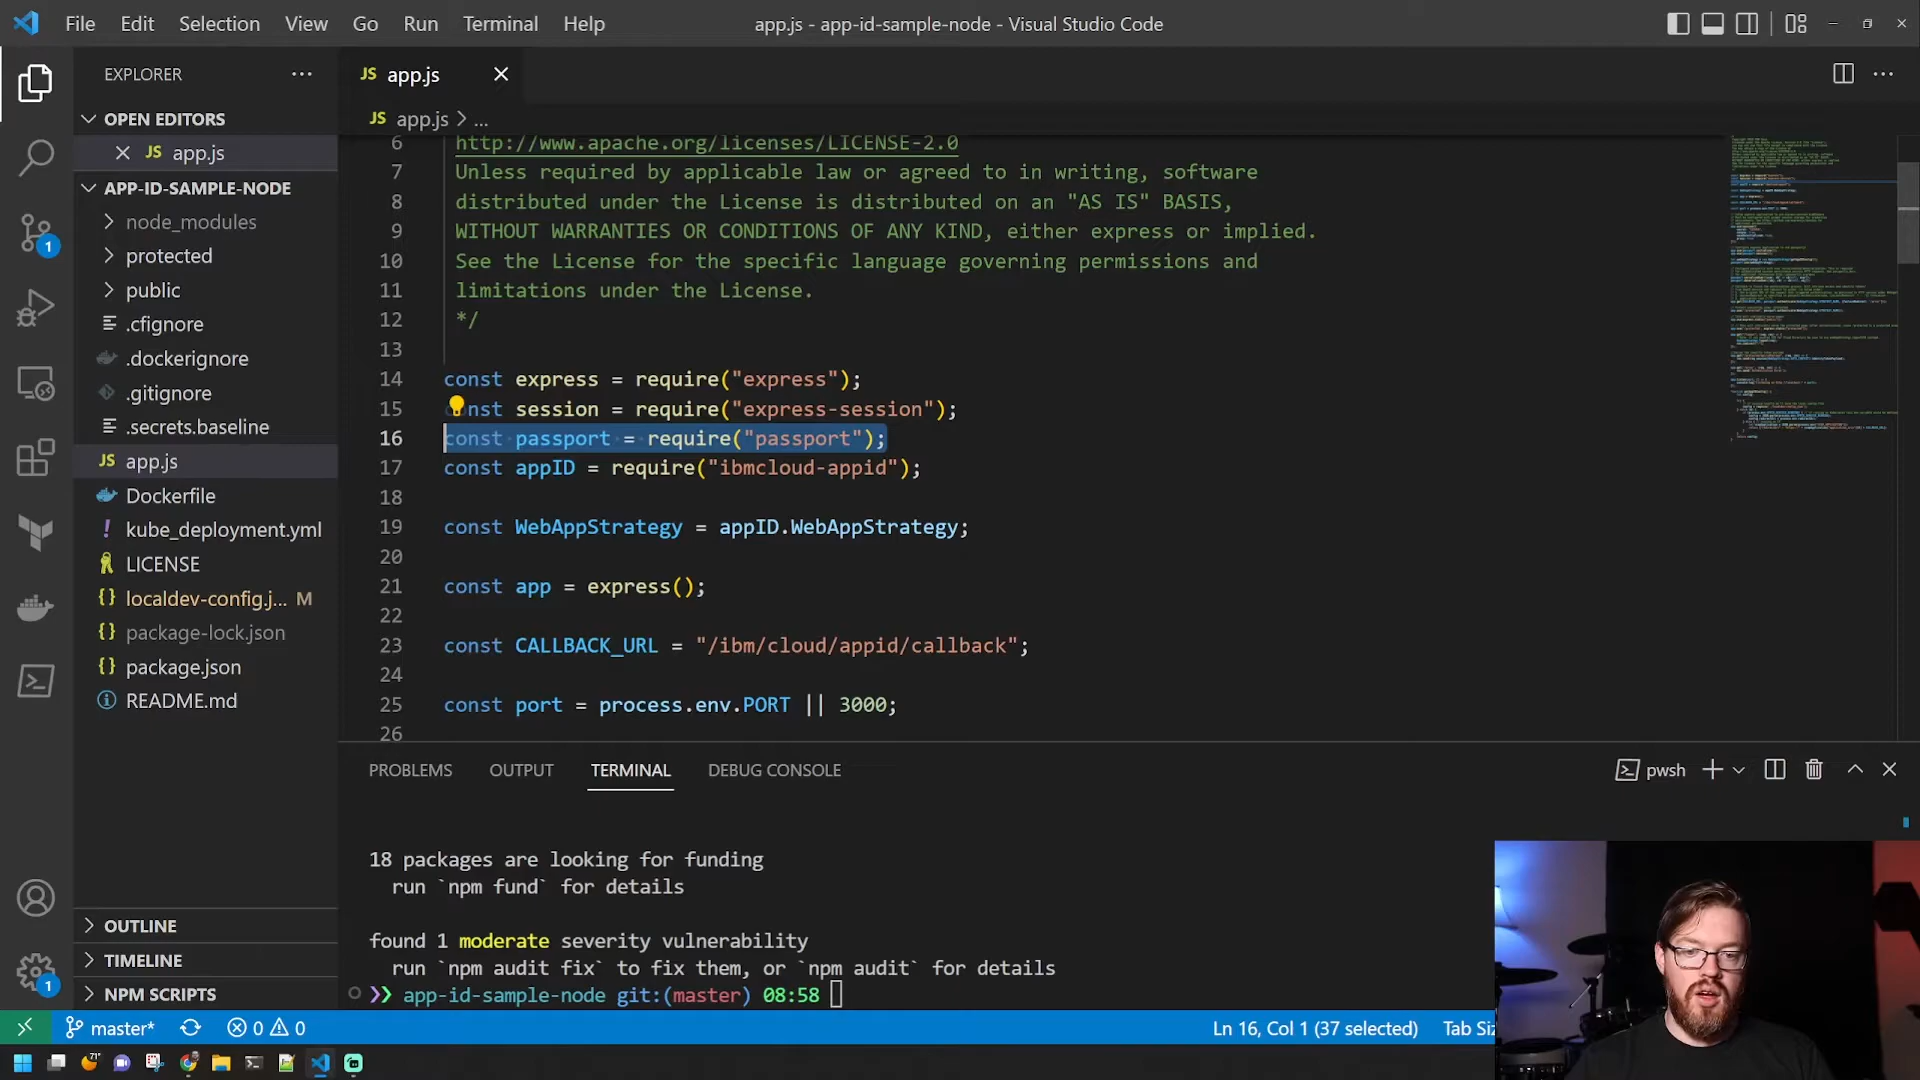 File Edit Selection View Go Run Terminal Help
app.js - app-id-sample-node - Visual Studio Code
EXPLORER
OPEN EDITORS
JS app.js
APP-ID-SAMPLE-NODE
node_modules
protected
public
.cfignore
.dockerignore
.gitignore
.secrets.baseline
JS app.js
Dockerfile
! kube_deployment.yml
LICENSE
{} localdev-config.j... M
{} package-lock.json
{} package.json
README.md
OUTLINE
TIMELINE
NPM SCRIPTS
1
1
JS app.js
JS app.js > ...
6 http://www.apache.org/licenses/LICENSE-2.0
7 Unless required by applicable law or agreed to in writing, software
8 distributed under the License is distributed on an "AS IS" BASIS,
9 WITHOUT WARRANTIES OR CONDITIONS OF ANY KIND, either express or implied.
10 See the License for the specific language governing permissions and
11 limitations under the License.
12 */
13
14 const express = require("express");
15 const session = require("express-session");
16 const passport = require("passport");
17 const appID = require("ibmcloud-appid");
18
19 const WebAppStrategy = appID.WebAppStrategy;
20
21 const app = express();
22
23 const CALLBACK_URL = "/ibm/cloud/appid/callback";
24
25 const port = process.env.PORT || 3000;
26
PROBLEMS OUTPUT TERMINAL DEBUG CONSOLE
pwsh
18 packages are looking for funding
run `npm fund` for details
found 1 moderate severity vulnerability
run `npm audit fix` to fix them, or `npm audit` for details
❯❯ app-id-sample-node git:(master) 08:58
master* 0 0
Ln 16, Col 1 (37 selected) Tab Siz
71°